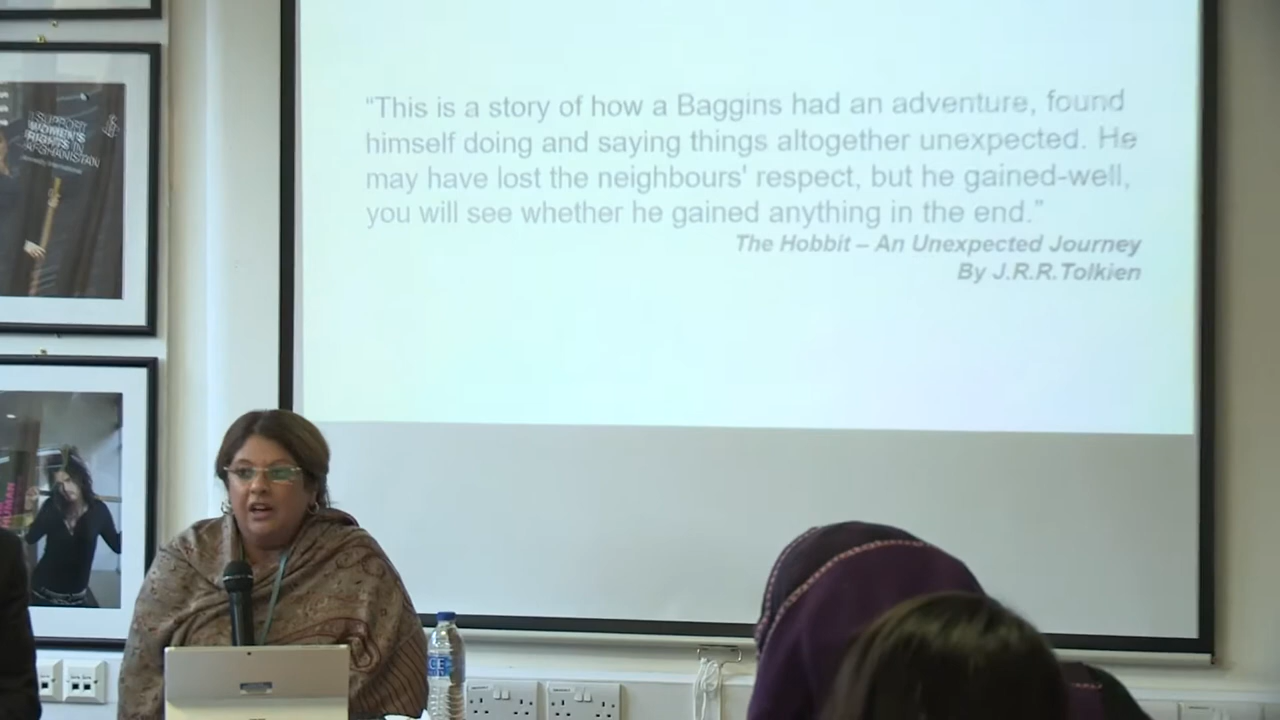 I SUPPORT
WOMEN'S
RIGHTS IN
AFGHANISTAN
“This is a story of how a Baggins had an adventure, found
himself doing and saying things altogether unexpected. He
may have lost the neighbours' respect, but he gained-well,
you will see whether he gained anything in the end.”
The Hobbit – An Unexpected Journey
By J.R.R.Tolkien
HUMAN